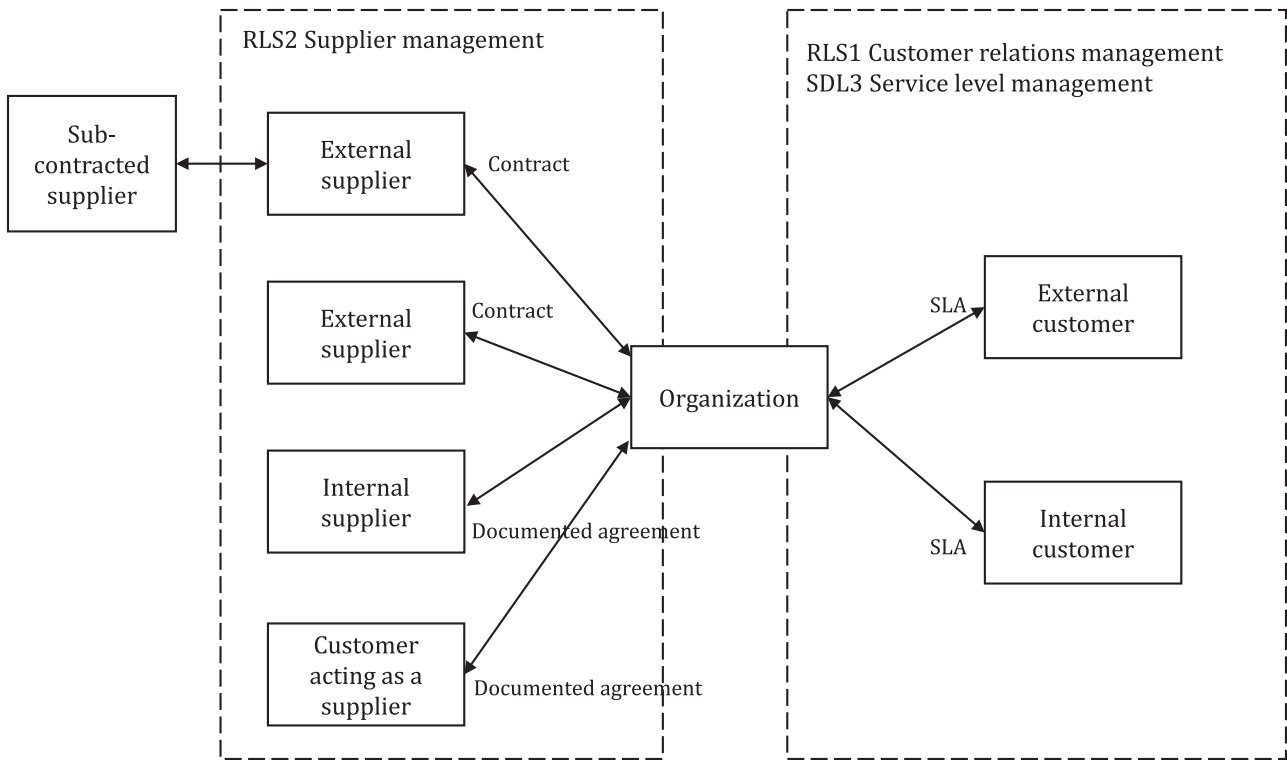 RLS2 Supplier management
RLS1 Customer relations management
SDL3 Service level management
Sub-
contracted
supplier
External
supplier
Contract
External
supplier
Contract
Internal
supplier
Documented agreement
Customer
acting as a
supplier
Documented agreement
Organization
SLA
External
customer
SLA
Internal
customer